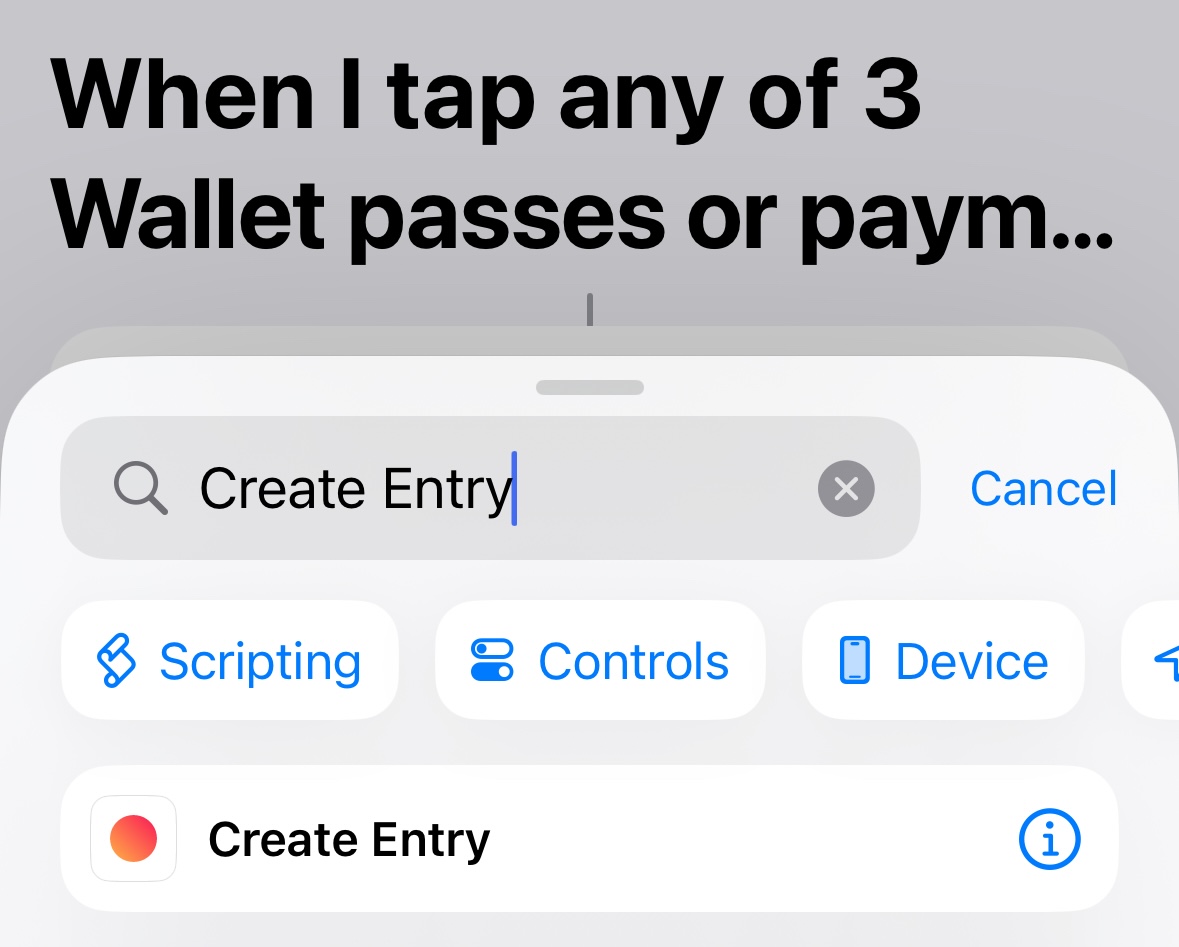 When I tap any of 3
Wallet passes or paym...
Create Entry
Cancel
Scripting
Controls
Device
Create Entry